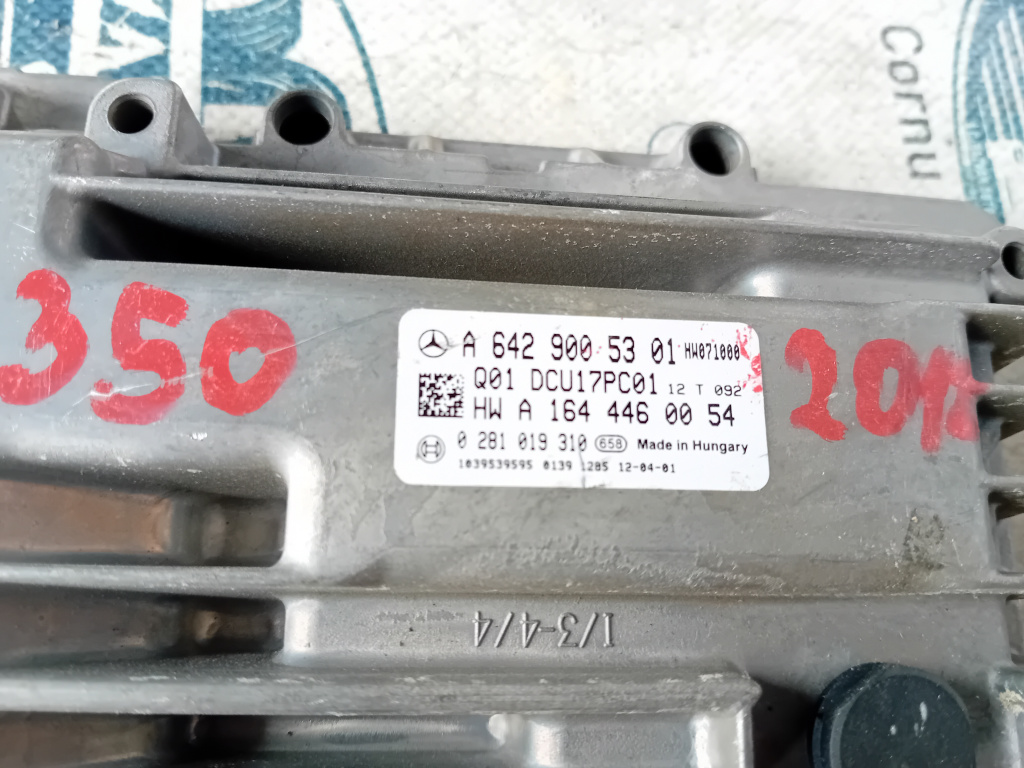 Cornu
350
A 642 900 53 01 HW071000
Q01 DCU17PC01 12 T 092
HW A 164 446 00 54
0 281 019 310 658 Made in Hungary
1039539595 0139 1285 12-04-01
1/3-4/4